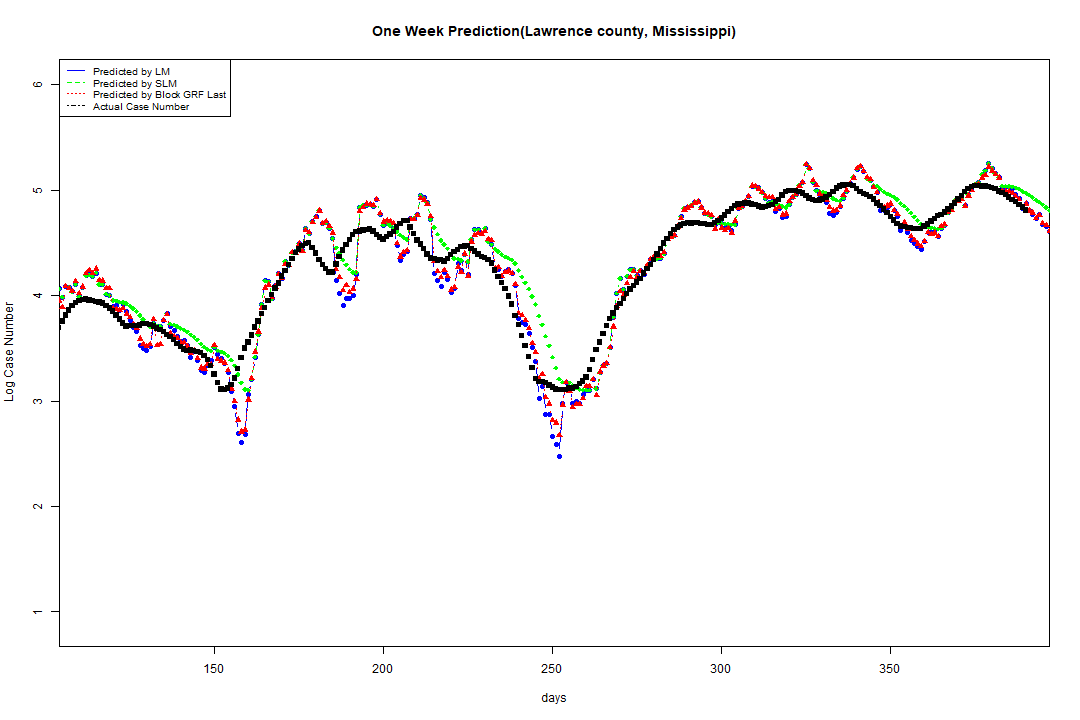 One Week Prediction(Lawrence county, Mississippi)
Predicted by LM
Predicted by SLM
Predicted by Block GRF Last
Actual Case Number
6
5
4
3
2
1
Log Case Number
150 200 250 300 350
days